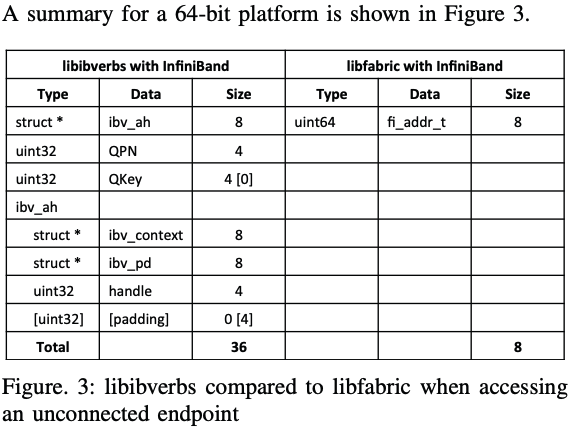 A summary for a 64-bit platform is shown in Figure 3.
libibverbs with InfiniBand libfabric with InfiniBand
Type Data Size Type Data Size
struct * ibv_ah 8 uint64 fi_addr_t 8
uint32 QPN 4
uint32 QKey 4 [0]
ibv_ah
struct * ibv_context 8
struct * ibv_pd 8
uint32 handle 4
[uint32] [padding] 0 [4]
Total 36 8
Figure. 3: libibverbs compared to libfabric when accessing
an unconnected endpoint